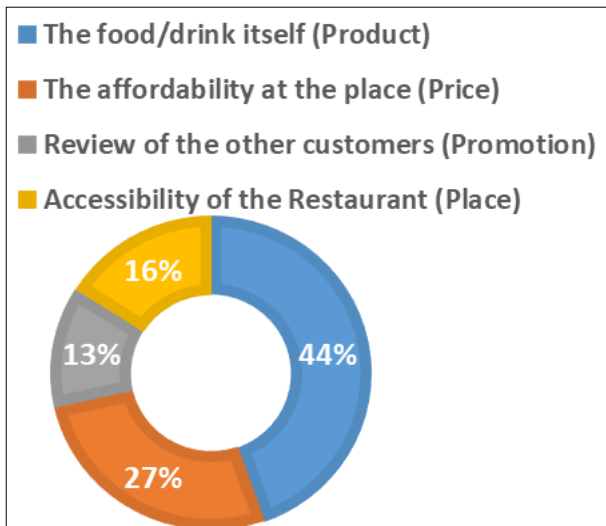 The food/drink itself (Product)
The affordability at the place (Price)
Review of the other customers (Promotion)
Accessibility of the Restaurant (Place)
16%
44%
13%
27%